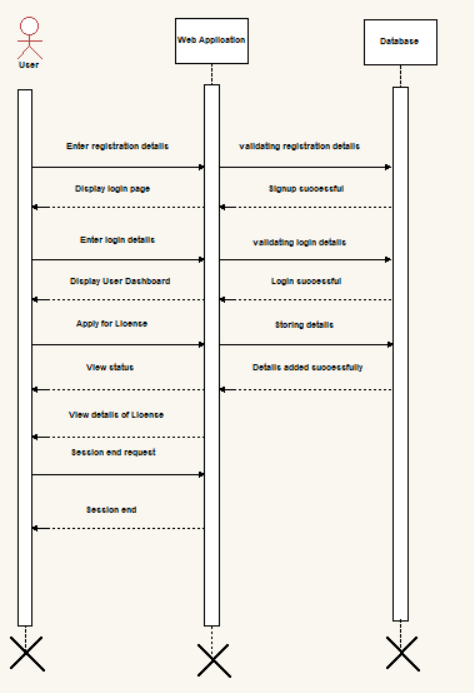 User
Web Application
Database
Enter registration details
validating registration details
Display login page
Signup successful
Enter login details
validating login details
Display User Dashboard
Login successful
Apply for License
Storing details
View status
Details added successfully
View details of License
Session end request
Session end